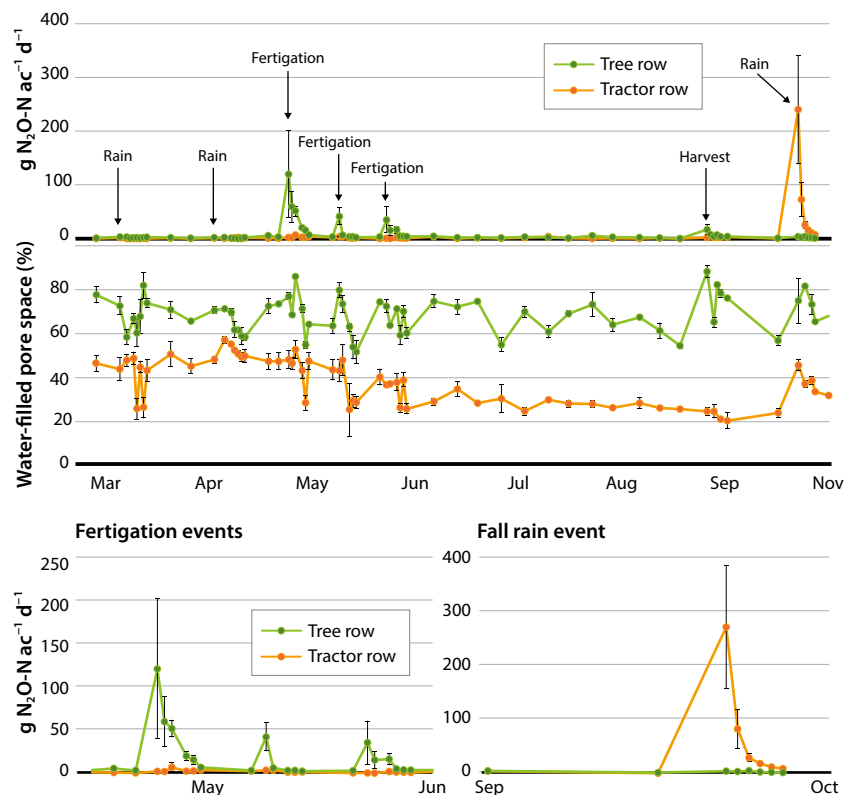 g N₂O-N ac⁻¹ d⁻¹
400
300
200
100
0
Fertigation
Rain
Rain
Fertigation
Fertigation
Harvest
Rain
Tree row
Tractor row
Water-filled pore space (%)
80
60
40
20
0
Mar Apr May Jun Jul Aug Sep Nov
Fertigation events
g N₂O-N ac⁻¹ d⁻¹
250
200
150
100
50
0
Tree row
Tractor row
May Jun
Fall rain event
400
300
200
100
0
Sep Oct